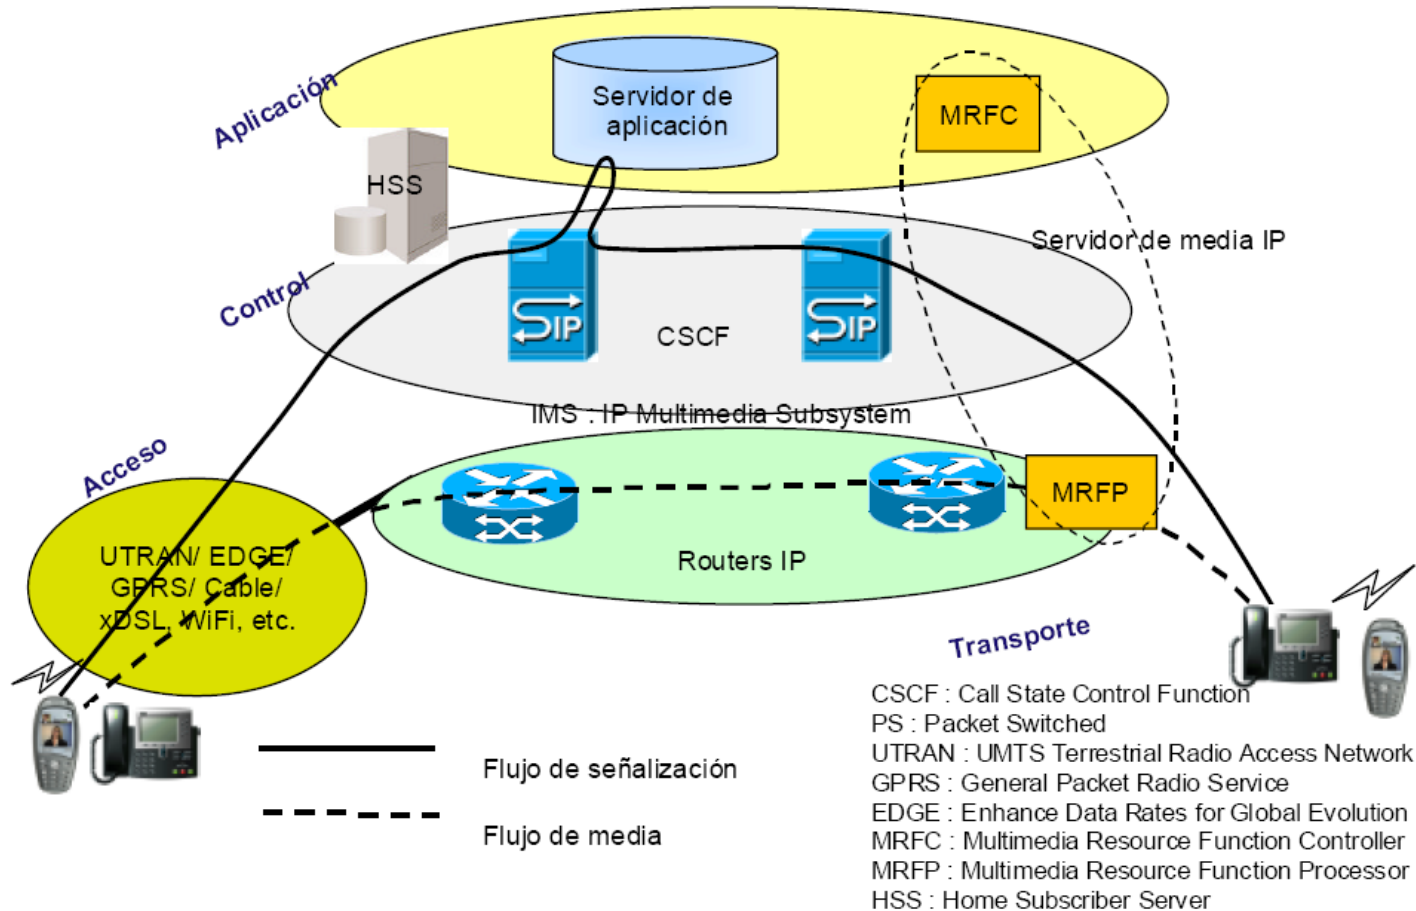 Aplicación
Servidor de
aplicación
MRFC
HSS
Servidor de media IP
Control
SIP
SIP
CSCF
IMS : IP Multimedia Subsystem
Acceso
MRFP
UTRAN/ EDGE/
GPRS/ Cable/
xDSL, WiFi, etc.
Routers IP
Transporte
Flujo de señalización
Flujo de media
CSCF : Call State Control Function
PS : Packet Switched
UTRAN : UMTS Terrestrial Radio Access Network
GPRS : General Packet Radio Service
EDGE : Enhance Data Rates for Global Evolution
MRFC : Multimedia Resource Function Controller
MRFP : Multimedia Resource Function Processor
HSS : Home Subscriber Server